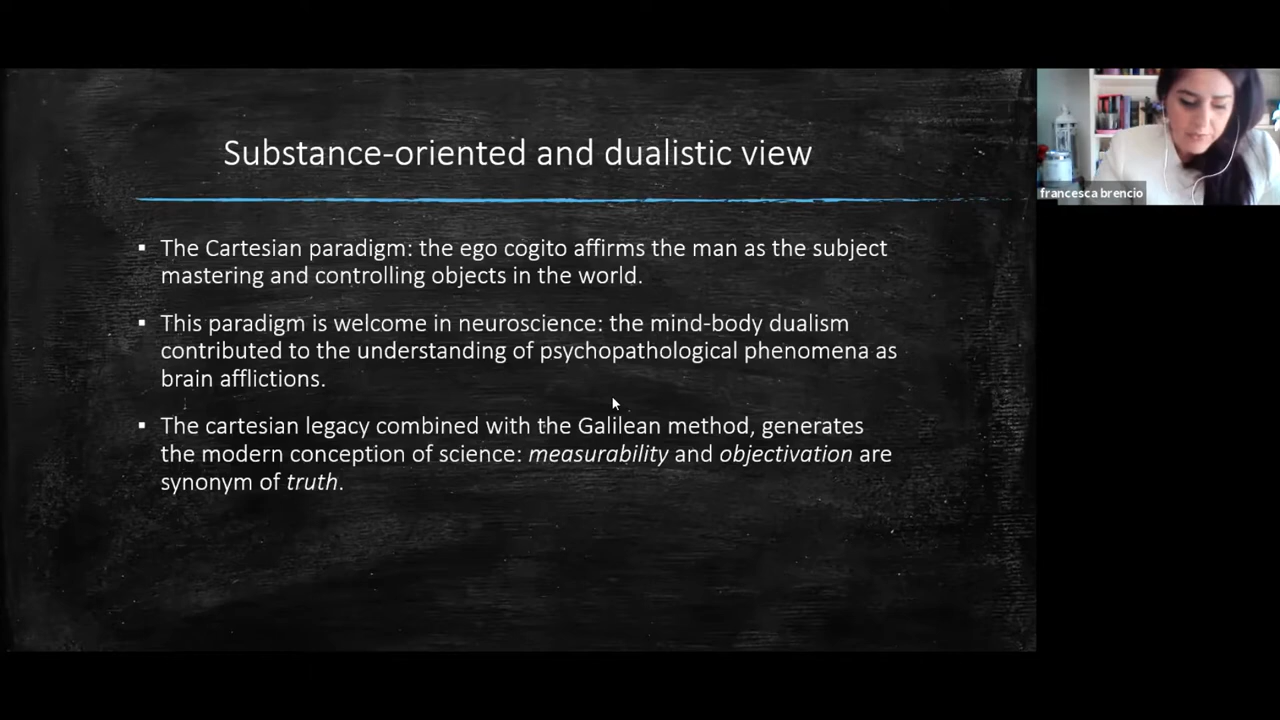 Substance-oriented and dualistic view
francesca brencio
▪ The Cartesian paradigm: the ego cogito affirms the man as the subject
mastering and controlling objects in the world.
▪ This paradigm is welcome in neuroscience: the mind-body dualism
contributed to the understanding of psychopathological phenomena as
brain afflictions.
▪ The cartesian legacy combined with the Galilean method, generates
the modern conception of science: measurability and objectivation are
synonym of truth.